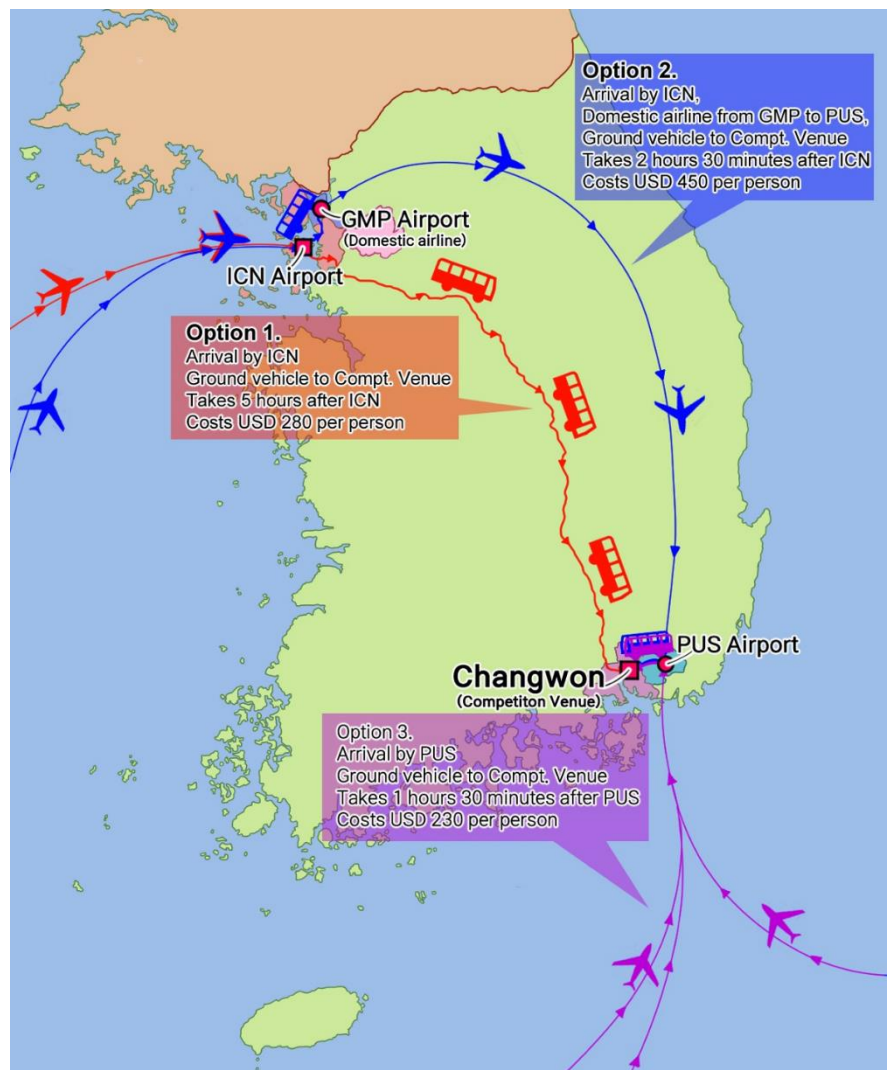 Option 2.
Arrival by ICN,
Domestic airline from GMP to PUS,
Ground vehicle to Compt. Venue
Takes 2 hours 30 minutes after ICN
Costs USD 450 per person
GMP Airport
(Domestic airline)
ICN Airport
Option 1.
Arrival by ICN
Ground vehicle to Compt. Venue
Takes 5 hours after ICN
Costs USD 280 per person
PUS Airport
Changwon
(Competiton Venue)
Option 3.
Arrival by PUS
Ground vehicle to Compt. Venue
Takes 1 hours 30 minutes after PUS
Costs USD 230 per person